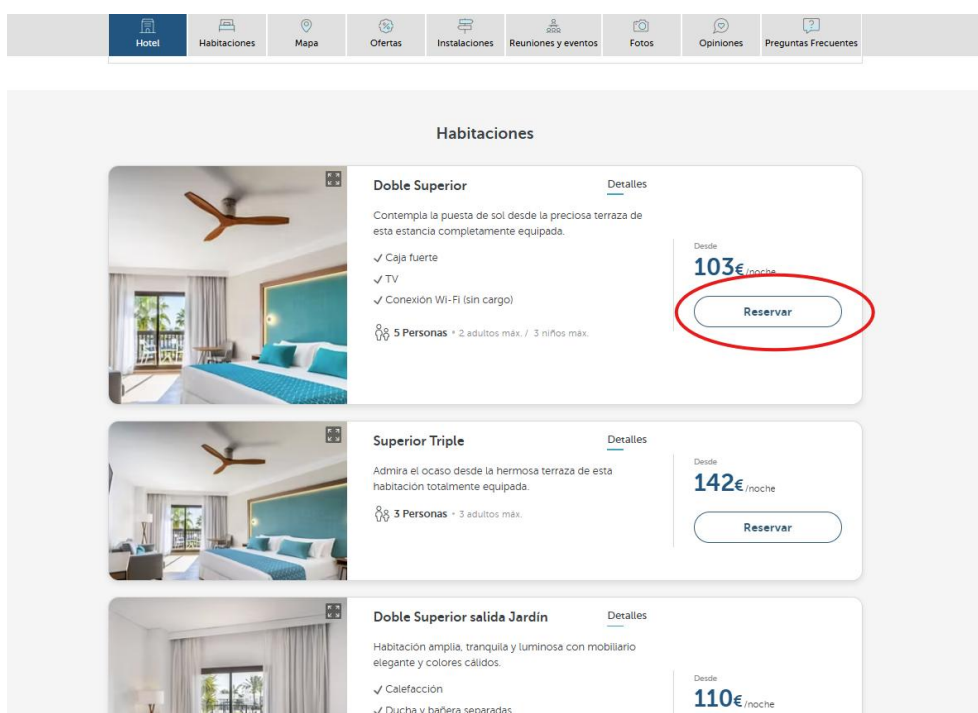 Hotel
Habitaciones
Mapa
Ofertas
Instalaciones
Reuniones y eventos
Fotos
Opiniones
Preguntas Frecuentes
Habitaciones
Doble Superior
Detalles
Contempla la puesta de sol desde la preciosa terraza de
esta estancia completamente equipada.
✓ Caja fuerte
✓ TV
✓ Conexión Wi-Fi (sin cargo)
5 Personas • 2 adultos máx. / 3 niños máx.
Desde
103€/noche
Reservar
Superior Triple
Detalles
Admira el ocaso desde la hermosa terraza de esta
habitación totalmente equipada.
3 Personas • 3 adultos máx.
Desde
142€/noche
Reservar
Doble Superior salida Jardín
Detalles
Habitación amplia, tranquila y luminosa con mobiliario
elegante y colores cálidos.
✓ Calefacción
✓ Ducha y bañera separadas
Desde
110€/noche